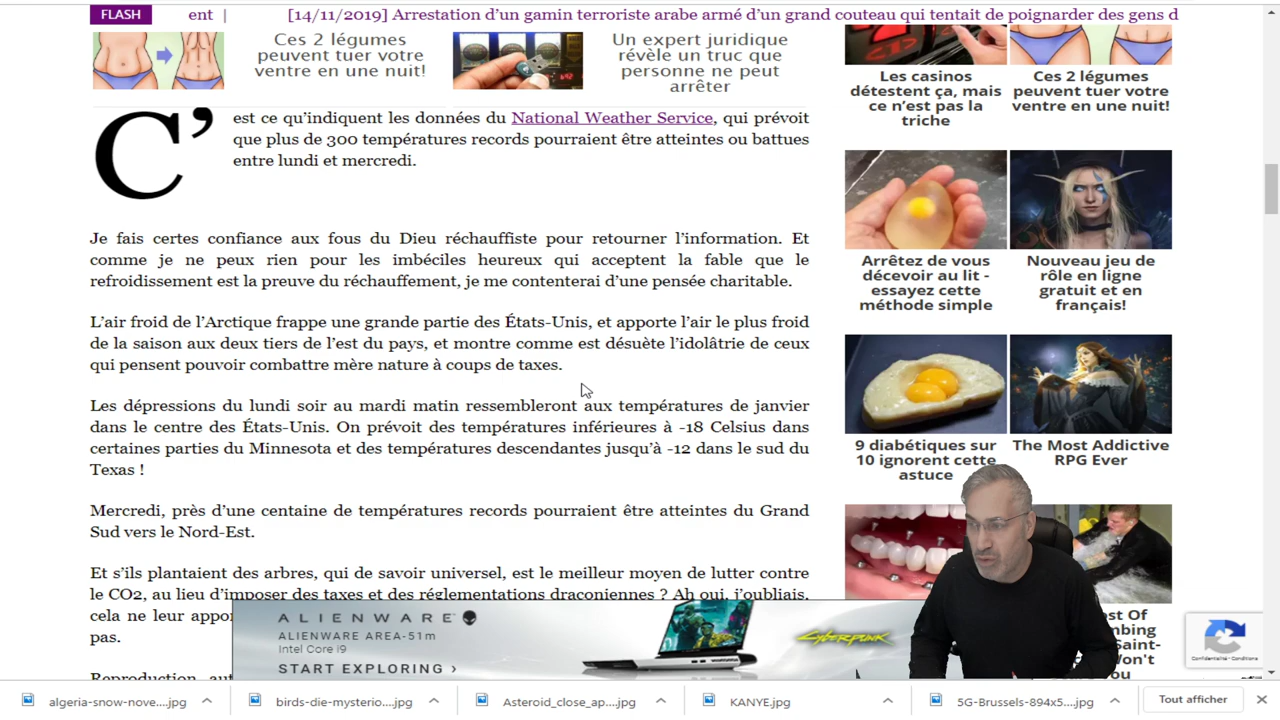 FLASH
ent |
[14/11/2019] Arrestation d’un gamin terroriste arabe armé d’un grand couteau qui tentait de poignarder des gens d
Ces 2 légumes
peuvent tuer votre
ventre en une nuit!
Un expert juridique
révèle un truc que
personne ne peut
arrêter
C’
est ce qu’indiquent les données du National Weather Service, qui prévoit
que plus de 300 températures records pourraient être atteintes ou battues
entre lundi et mercredi.
Je fais certes confiance aux fous du Dieu réchauffiste pour retourner l’information. Et
comme je ne peux rien pour les imbéciles heureux qui acceptent la fable que le
refroidissement est la preuve du réchauffement, je me contenterai d’une pensée charitable.
L’air froid de l’Arctique frappe une grande partie des États-Unis, et apporte l’air le plus froid
de la saison aux deux tiers de l’est du pays, et montre comme est désuète l’idolâtrie de ceux
qui pensent pouvoir combattre mère nature à coups de taxes.
Les dépressions du lundi soir au mardi matin ressembleront aux températures de janvier
dans le centre des États-Unis. On prévoit des températures inférieures à -18 Celsius dans
certaines parties du Minnesota et des températures descendantes jusqu’à -12 dans le sud du
Texas !
Mercredi, près d’une centaine de températures records pourraient être atteintes du Grand
Sud vers le Nord-Est.
Et s’ils plantaient des arbres, qui de savoir universel, est le meilleur moyen de lutter contre
le CO2, au lieu d’imposer des taxes et des réglementations draconiennes ? Ah oui, j’oubliais,
cela ne leur appor
pas.
Reproduction aut
Les casinos
détestent ça, mais
ce n’est pas la
triche
Ces 2 légumes
peuvent tuer votre
ventre en une nuit!
Arrêtez de vous
décevoir au lit -
essayez cette
méthode simple
Nouveau jeu de
rôle en ligne
gratuit et en
français!
9 diabétiques sur
10 ignorent cette
astuce
The Most Addictive
RPG Ever
st Of
mbing
Saint-
Won't
You
ALIENWARE
ALIENWARE AREA-51m
Intel Core i9
START EXPLORING ›
CYBERPUNK
Confidentialité - Conditions
algeria-snow-nove....jpg
birds-die-mysterio....jpg
Asteroid_close_ap....jpg
KANYE.jpg
5G-Brussels-894x5....jpg
Tout afficher